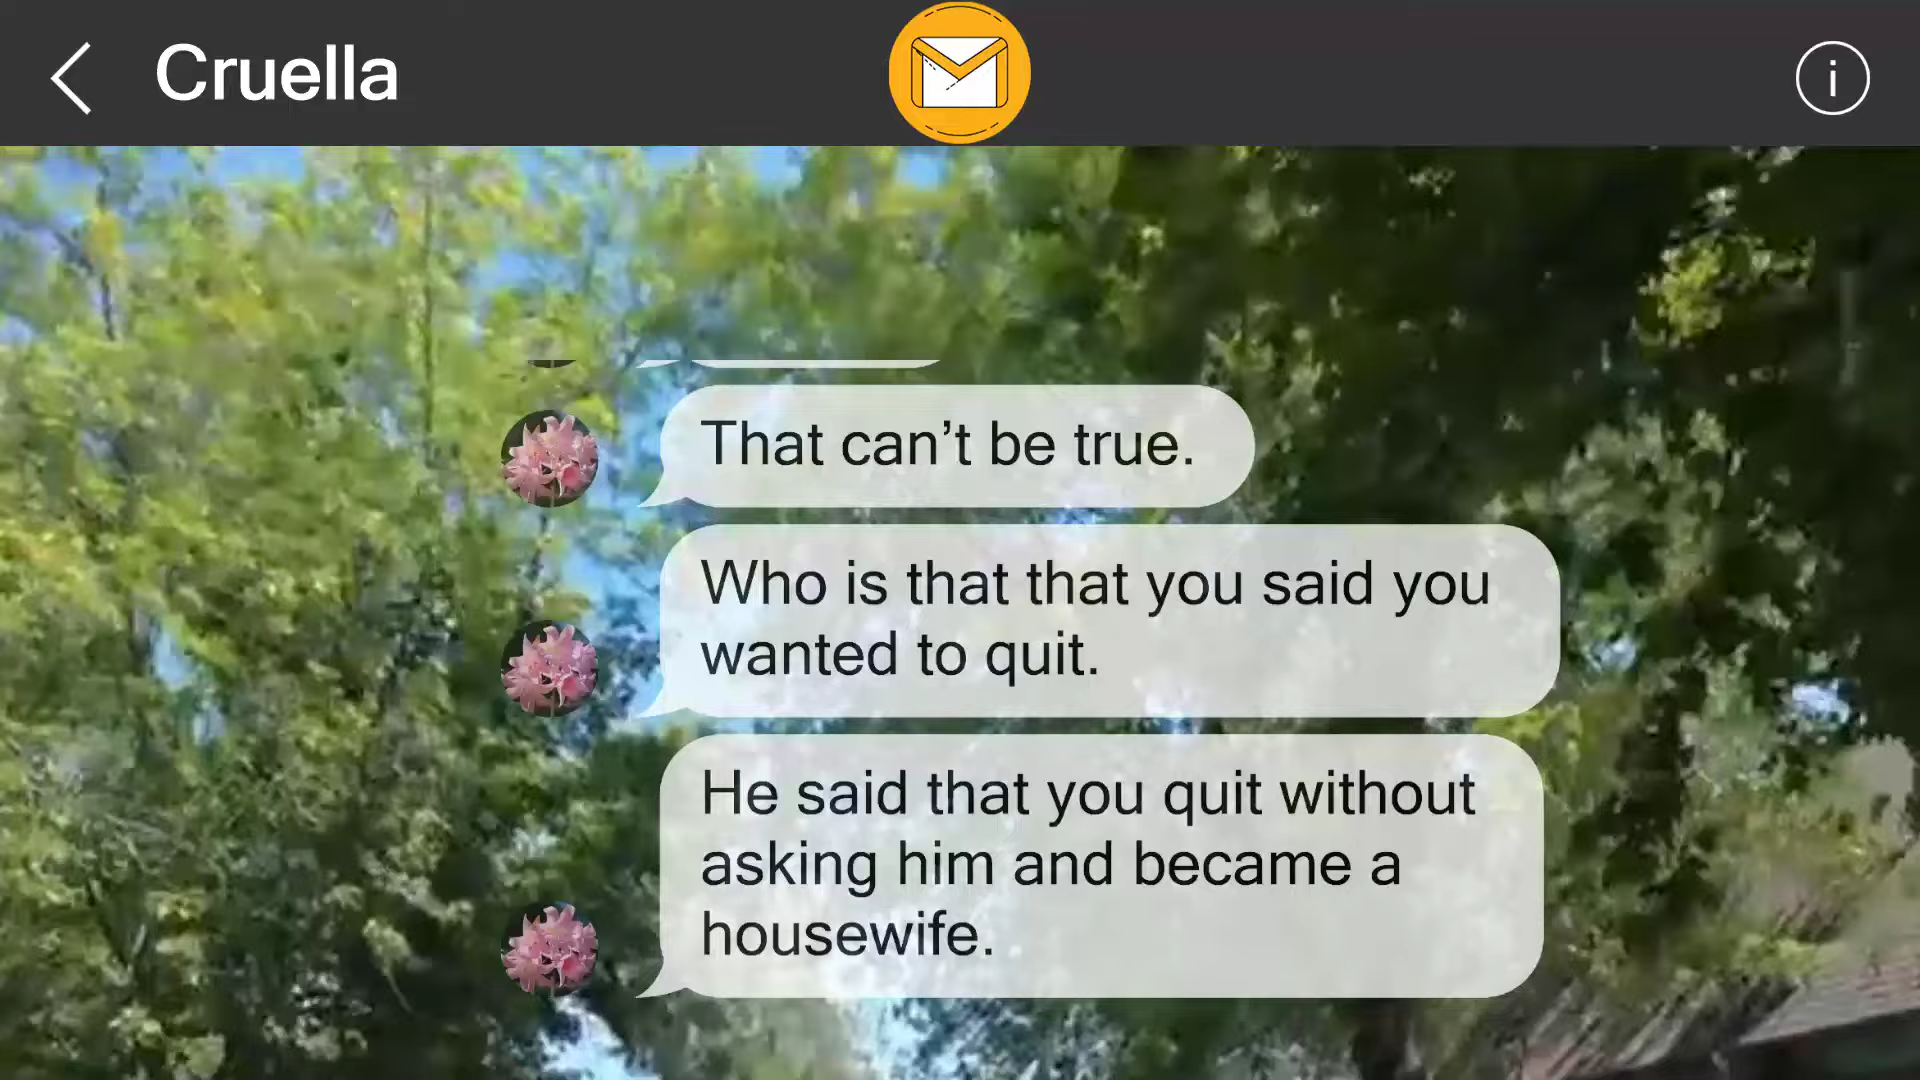 Cruella
i
That can’t be true.
Who is that that you said you
wanted to quit.
He said that you quit without
asking him and became a
housewife.